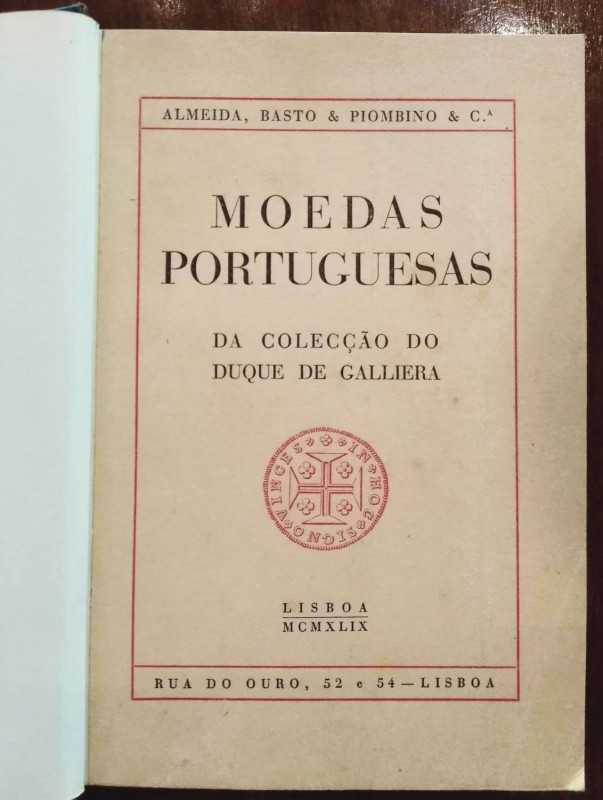 ALMEIDA, BASTO & PIOMBINO & C.ᴬ
MOEDAS
PORTUGUESAS
DA COLECÇÃO DO
DUQUE DE GALLIERA
IN HOC SIGNO VINCES
LISBOA
MCMXLIX
RUA DO OURO, 52 e 54 — LISBOA